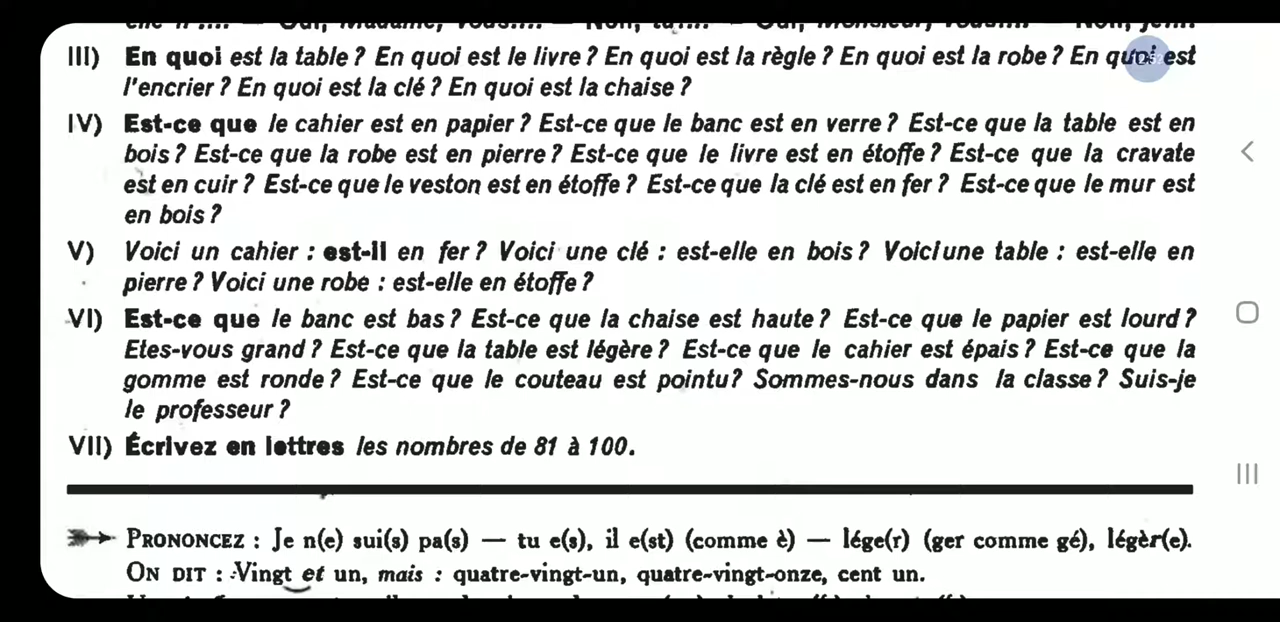 III) En quoi est la table ? En quoi est le livre ? En quoi est la règle ? En quoi est la robe ? En quoi est
l'encrier ? En quoi est la clé ? En quoi est la chaise ?
IV) Est-ce que le cahier est en papier ? Est-ce que le banc est en verre ? Est-ce que la table est en
bois ? Est-ce que la robe est en pierre ? Est-ce que le livre est en étoffe ? Est-ce que la cravate
est en cuir ? Est-ce que le veston est en étoffe ? Est-ce que la clé est en fer ? Est-ce que le mur est
en bois ?
V) Voici un cahier : est-il en fer ? Voici une clé : est-elle en bois ? Voici une table : est-elle en
pierre ? Voici une robe : est-elle en étoffe ?
VI) Est-ce que le banc est bas ? Est-ce que la chaise est haute ? Est-ce que le papier est lourd ?
Etes-vous grand ? Est-ce que la table est légère ? Est-ce que le cahier est épais ? Est-ce que la
gomme est ronde ? Est-ce que le couteau est pointu ? Sommes-nous dans la classe ? Suis-je
le professeur ?
VII) Écrivez en lettres les nombres de 81 à 100.
PRONONCEZ : Je n(e) sui(s) pa(s) — tu e(s), il e(st) (comme è) — lége(r) (ger comme gé), légèr(e).
ON DIT : Vingt et un, mais : quatre-vingt-un, quatre-vingt-onze, cent un.